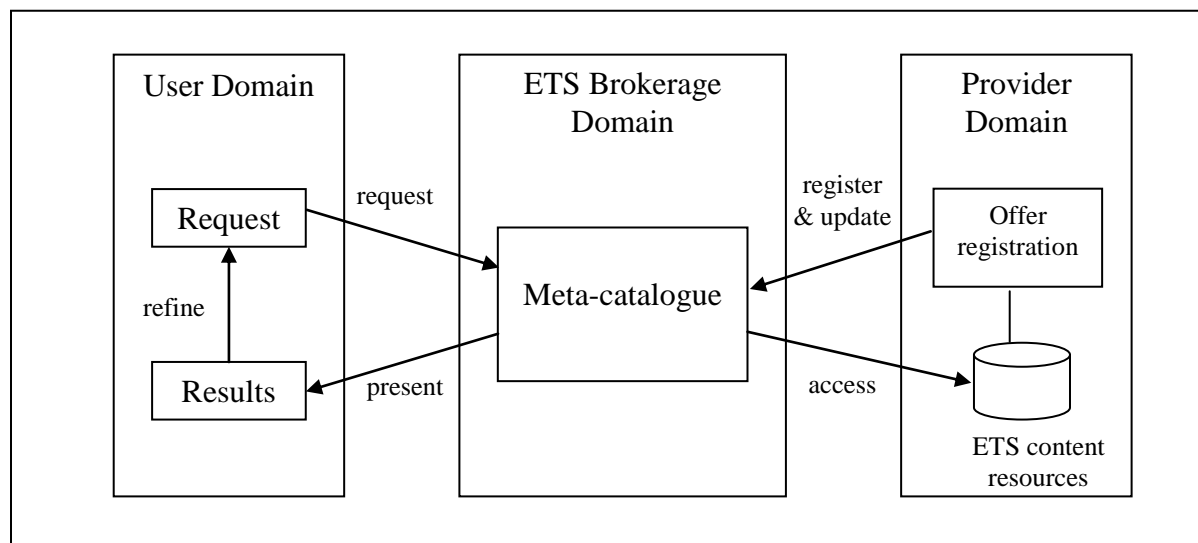 User Domain
ETS Brokerage
Domain
Provider
Domain
request
register
& update
Request
Offer
registration
Meta-catalogue
refine
Results
present
access
ETS content
resources